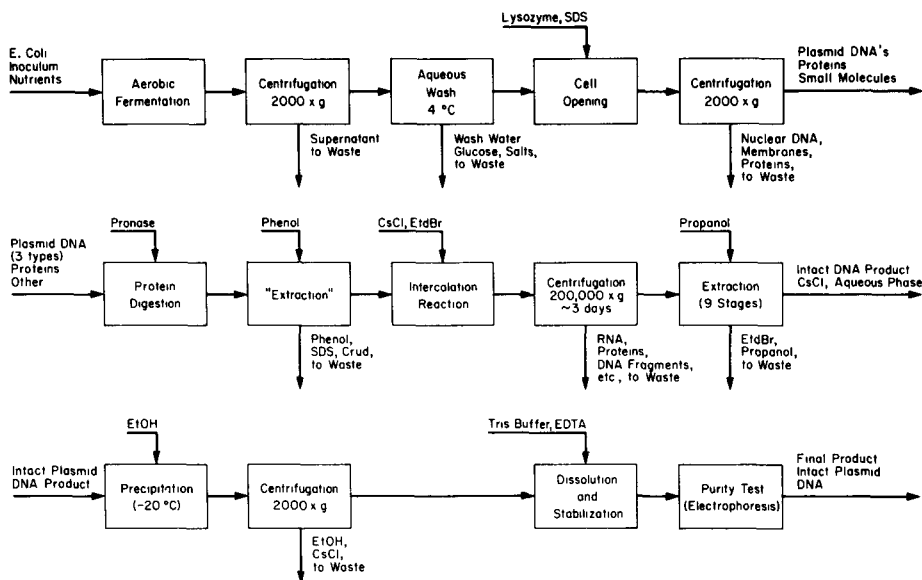 Lysozyme, SDS
E. Coli
Inoculum
Nutrients
Aerobic
Fermentation
Centrifugation
2000 x g
Aqueous
Wash
4 °C
Cell
Opening
Centrifugation
2000 x g
Plasmid DNA's
Proteins
Small Molecules
Supernatant
to Waste
Wash Water
Glucose, Salts,
to Waste
Nuclear DNA,
Membranes,
Proteins,
to Waste
Pronase
Phenol
CsCl, EtdBr
Propanol
Plasmid DNA
(3 types)
Proteins
Other
Protein
Digestion
"Extraction"
Intercalation
Reaction
Centrifugation
200,000 x g
~3 days
Extraction
(9 Stages)
Intact DNA Product
CsCl, Aqueous Phase
Phenol,
SDS, Crud,
to Waste
RNA,
Proteins,
DNA Fragments,
etc, to Waste
EtdBr,
Propanol,
to Waste
EtOH
Tris Buffer, EDTA
Intact Plasmid
DNA Product
Precipitation
(-20 °C)
Centrifugation
2000 x g
Dissolution
and
Stabilization
Purity Test
(Electrophoresis)
Final Product
Intact Plasmid
DNA
EtOH,
CsCl,
to Waste